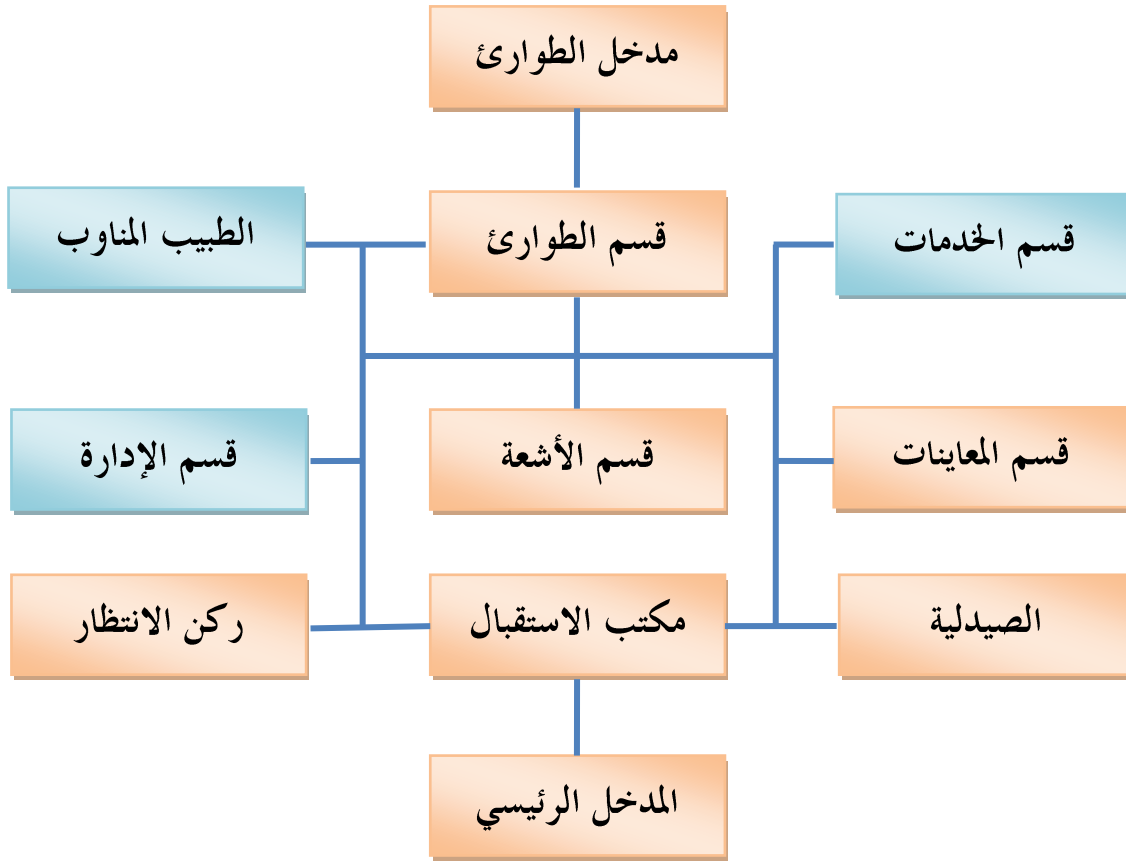 مدخل الطوارئ
قسم الخدمات
قسم الطوارئ
الطبيب المناوب
قسم المعاينات
قسم الأشعة
قسم الإدارة
الصيدلية
مكتب الاستقبال
ركن الانتظار
المدخل الرئيسي